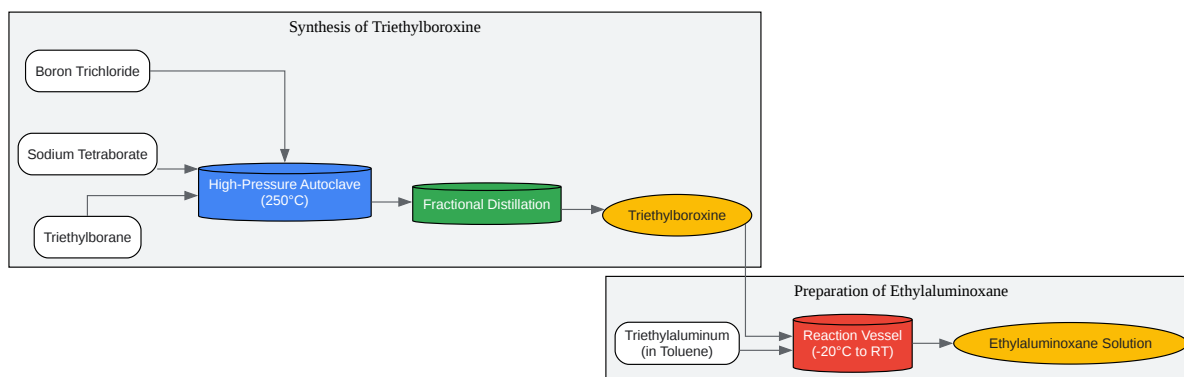 Synthesis of Triethylboroxine
Boron Trichloride
Sodium Tetraborate
High-Pressure Autoclave
(250°C)
Fractional Distillation
Triethylboroxine
Triethylborane
Preparation of Ethylaluminoxane
Triethylaluminum
(in Toluene)
Reaction Vessel
(-20°C to RT)
Ethylaluminoxane Solution